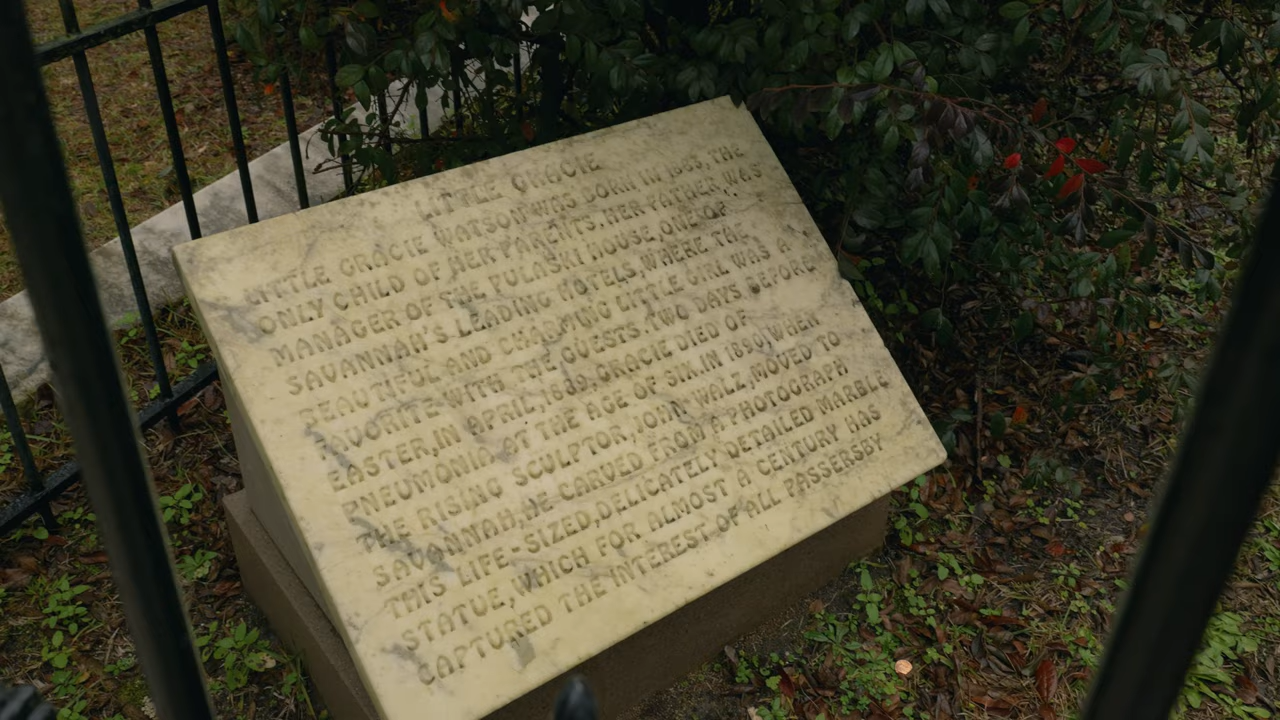 LITTLE GRACIE
LITTLE GRACIE WATSON WAS BORN IN 1883, THE
ONLY CHILD OF HER PARENTS. HER FATHER WAS
MANAGER OF THE PULASKI HOUSE, ONE OF
SAVANNAH'S LEADING HOTELS, WHERE THE
BEAUTIFUL AND CHARMING LITTLE GIRL WAS A
FAVORITE WITH THE GUESTS. TWO DAYS BEFORE
EASTER, IN APRIL, 1889, GRACIE DIED OF
PNEUMONIA AT THE AGE OF SIX. IN 1890, WHEN
THE RISING SCULPTOR, JOHN WALZ, MOVED TO
SAVANNAH, HE CARVED FROM A PHOTOGRAPH
THIS LIFE-SIZED, DELICATELY DETAILED MARBLE
STATUE, WHICH FOR ALMOST A CENTURY HAS
CAPTURED THE INTEREST OF ALL PASSERSBY